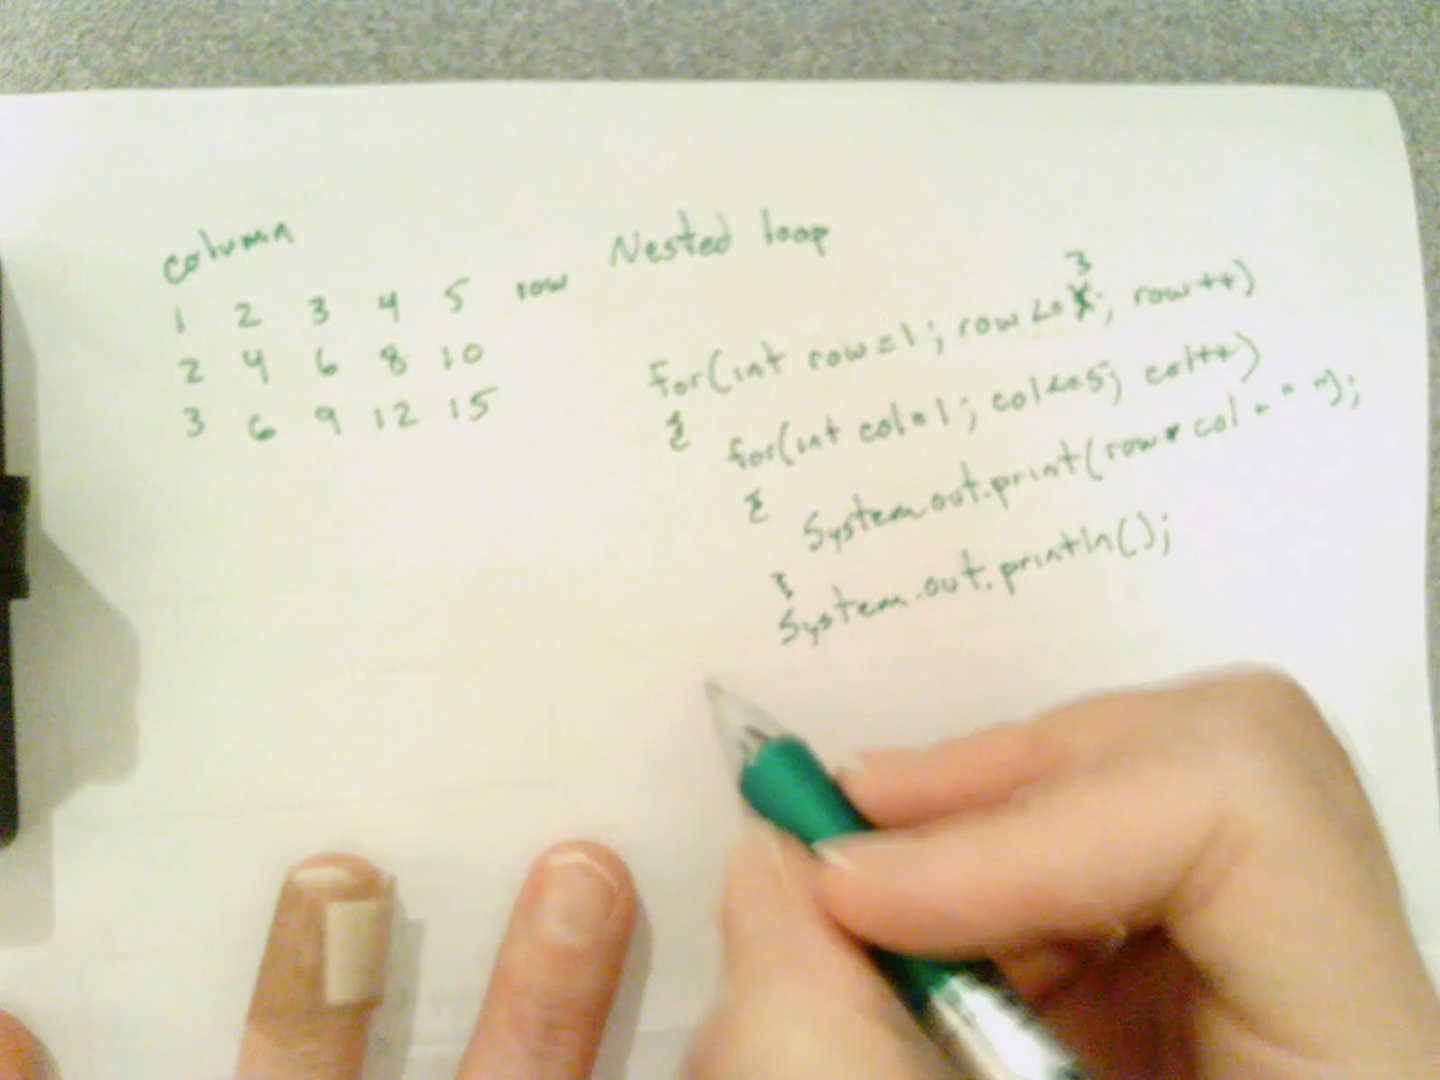 column
1 2 3 4 5 row
2 4 6 8 10
3 6 9 12 15
Nested loop
3
for(int row=1; row<= ; row++)
{
for(int col=1; col<=5; col++)
{
System.out.print(row* col + " ");
}
System.out.println();